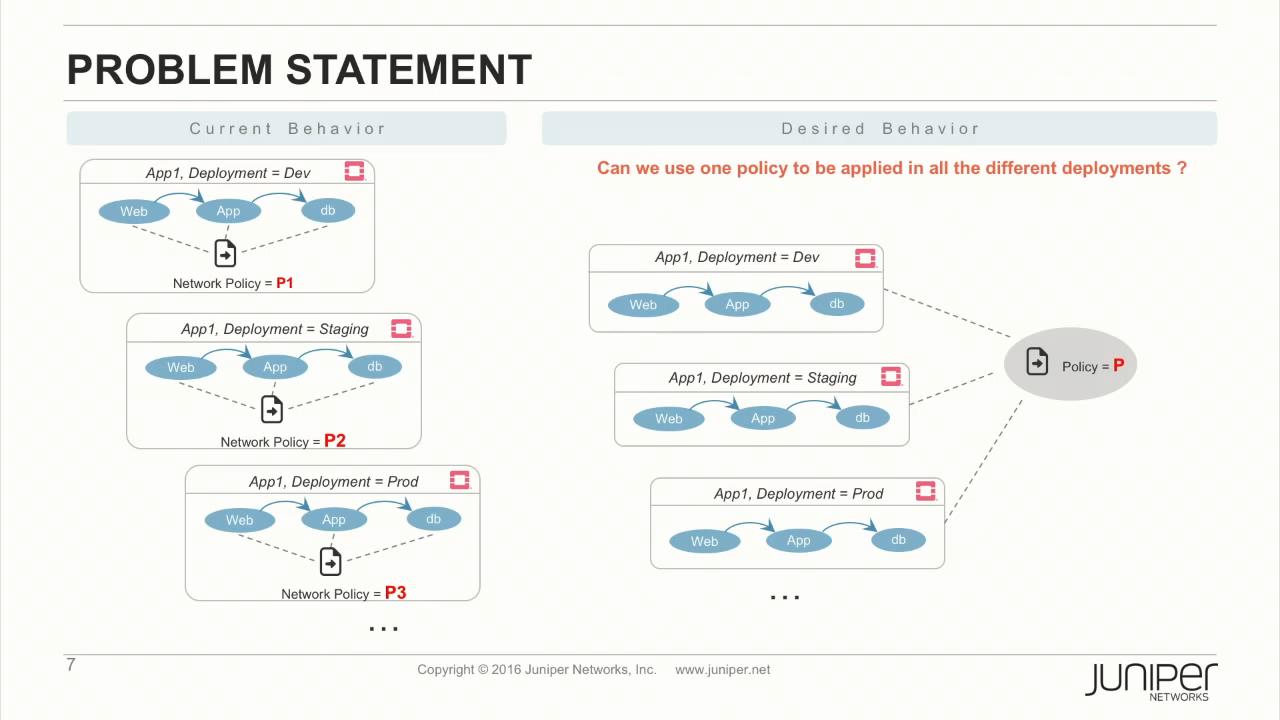 PROBLEM STATEMENT
Current Behavior
App1, Deployment = Dev
Web App db
Network Policy = P1
App1, Deployment = Staging
Web App db
Network Policy = P2
App1, Deployment = Prod
Web App db
Network Policy = P3
...
Desired Behavior
Can we use one policy to be applied in all the different deployments ?
App1, Deployment = Dev
Web App db
App1, Deployment = Staging
Web App db
App1, Deployment = Prod
Web App db
...
Policy = P
7
Copyright © 2016 Juniper Networks, Inc. www.juniper.net
JUNIPER
NETWORKS